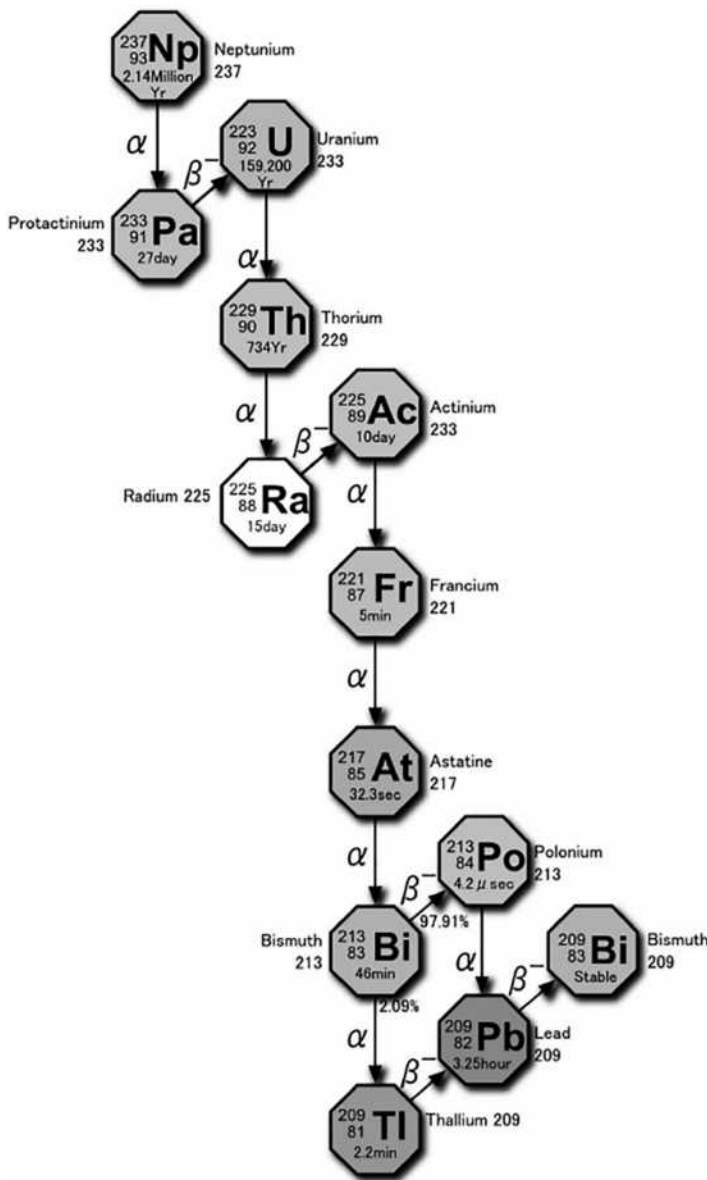 237
93
Np
2.14Million
Yr
Neptunium
237
α
β−
223
92
U
159,200
Yr
Uranium
233
Protactinium
233
233
91
Pa
27day
α
229
90
Th
734Yr
Thorium
229
α
β−
225
89
Ac
10day
Actinium
233
Radium 225
225
88
Ra
15day
α
221
87
Fr
5min
Francium
221
α
217
85
At
32.3sec
Astatine
217
α
β−
97.91%
213
84
Po
4.2μsec
Polonium
213
Bismuth
213
213
83
Bi
46min
2.09%
α
β−
209
83
Bi
Stable
Bismuth
209
α
β−
209
82
Pb
3.25hour
Lead
209
209
81
Tl
2.2min
Thallium 209